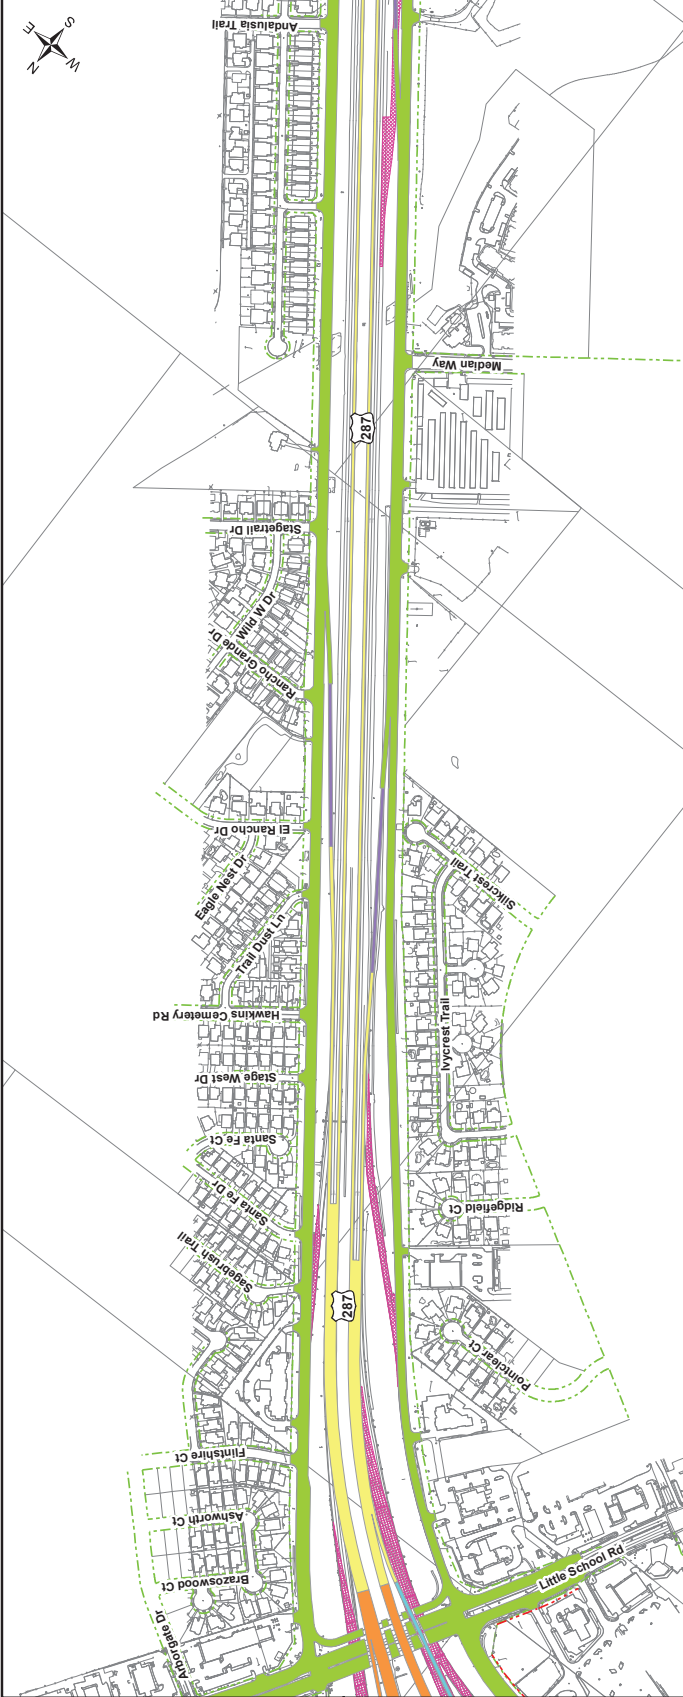 Andalusia Trail
S
E
W
N
Median Way
287
Stagetrail Dr
Wild W Dr
Rancho Grande Dr
El Rancho Dr
Eagle Nest Dr
Silkcrest Trail
Trail Dust Ln
Hawkins Cemetery Rd
Ivycrest Trail
Stage West Dr
Santa Fe Ct
Santa Fe Dr
Ridgefield Ct
Sagebrush Trail
287
Pointclear Ct
Flintshire Ct
Ashworth Ct
Brazoswood Ct
Little School Rd
Arborgate Dr